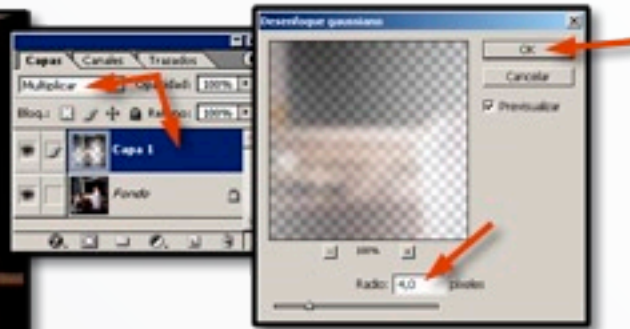 Capas Canales Trazados
Multiplicar Opacidad: 100%
Bloq.: Relleno: 100%
Capa 1
Fondo
Desenfoque gaussiano
OK
Cancelar
Previsualizar
100%
Radio: 4,0 píxeles